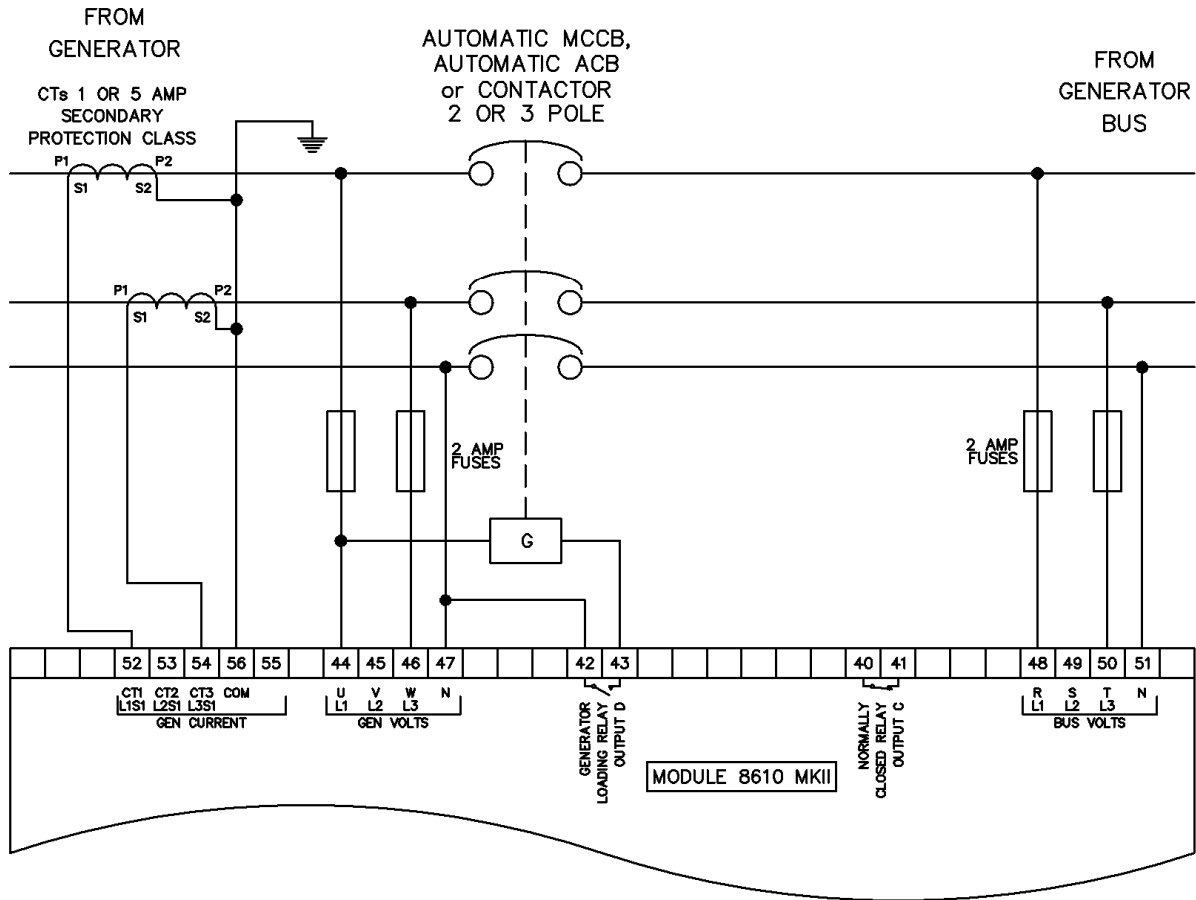 FROM
GENERATOR
CTs 1 OR 5 AMP
SECONDARY
PROTECTION CLASS
AUTOMATIC MCCB,
AUTOMATIC ACB
or CONTACTOR
2 OR 3 POLE
FROM
GENERATOR
BUS
P1 P2
S1 S2
P1 P2
S1 S2
2 AMP
FUSES
2 AMP
FUSES
G
52 53 54 56 55 44 45 46 47 42 43 40 41 48 49 50 51
CT1 CT2 CT3 COM
L1S1 L2S1 L3S1
GEN CURRENT
U V W N
L1 L2 L3
GEN VOLTS
GENERATOR
LOADING RELAY
OUTPUT D
MODULE 8610 MKII
NORMALLY
CLOSED RELAY
OUTPUT C
R S T N
L1 L2 L3
BUS VOLTS